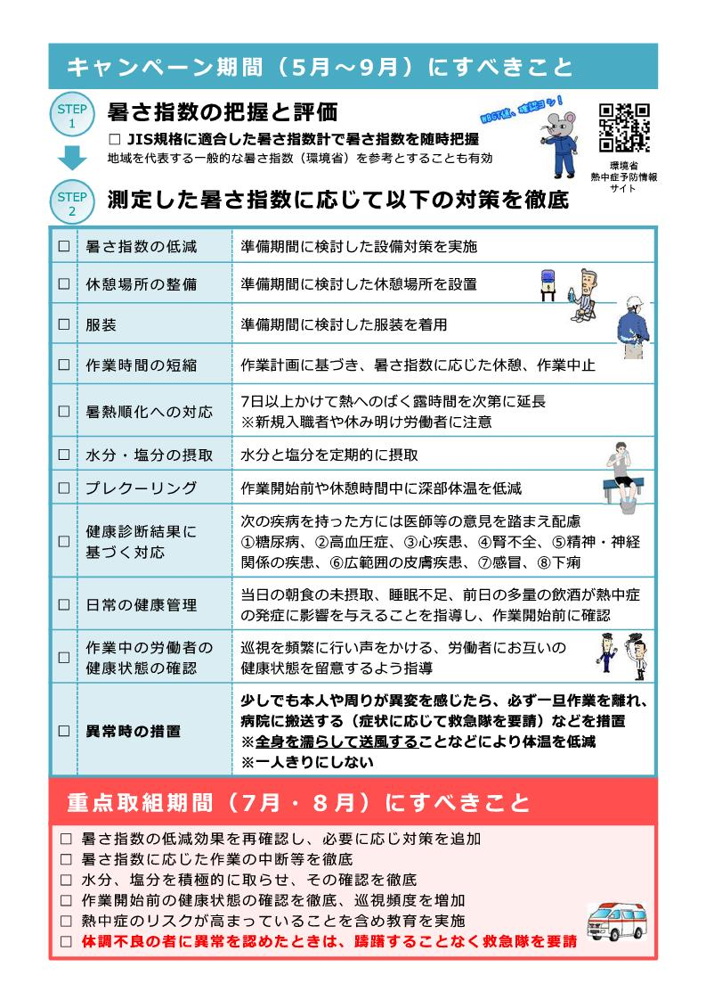 キャンペーン期間（5月～9月）にすべきこと
STEP
1
暑さ指数の把握と評価
WBGT値、確認ヨシ！
□ JIS規格に適合した暑さ指数計で暑さ指数を随時把握
地域を代表する一般的な暑さ指数（環境省）を参考とすることも有効
環境省
熱中症予防情報
サイト
STEP
2
測定した暑さ指数に応じて以下の対策を徹底
□ 暑さ指数の低減 準備期間に検討した設備対策を実施
□ 休憩場所の整備 準備期間に検討した休憩場所を設置
□ 服装 準備期間に検討した服装を着用
□ 作業時間の短縮 作業計画に基づき、暑さ指数に応じた休憩、作業中止
□ 暑熱順化への対応 7日以上かけて熱へのばく露時間を次第に延長
※新規入職者や休み明け労働者に注意
□ 水分・塩分の摂取 水分と塩分を定期的に摂取
□ プレクーリング 作業開始前や休憩時間中に深部体温を低減
□ 健康診断結果に
基づく対応
次の疾病を持った方には医師等の意見を踏まえ配慮
①糖尿病、②高血圧症、③心疾患、④腎不全、⑤精神・神経
関係の疾患、⑥広範囲の皮膚疾患、⑦感冒、⑧下痢
□ 日常の健康管理 当日の朝食の未摂取、睡眠不足、前日の多量の飲酒が熱中症
の発症に影響を与えることを指導し、作業開始前に確認
□ 作業中の労働者の
健康状態の確認
巡視を頻繁に行い声をかける、労働者にお互いの
健康状態を留意するよう指導
□ 異常時の措置
少しでも本人や周りが異変を感じたら、必ず一旦作業を離れ、
病院に搬送する（症状に応じて救急隊を要請）などを措置
※全身を濡らして送風することなどにより体温を低減
※一人きりにしない
重点取組期間（7月・８月）にすべきこと
□ 暑さ指数の低減効果を再確認し、必要に応じ対策を追加
□ 暑さ指数に応じた作業の中断等を徹底
□ 水分、塩分を積極的に取らせ、その確認を徹底
□ 作業開始前の健康状態の確認を徹底、巡視頻度を増加
□ 熱中症のリスクが高まっていることを含め教育を実施
□ 体調不良の者に異常を認めたときは、躊躇することなく救急隊を要請